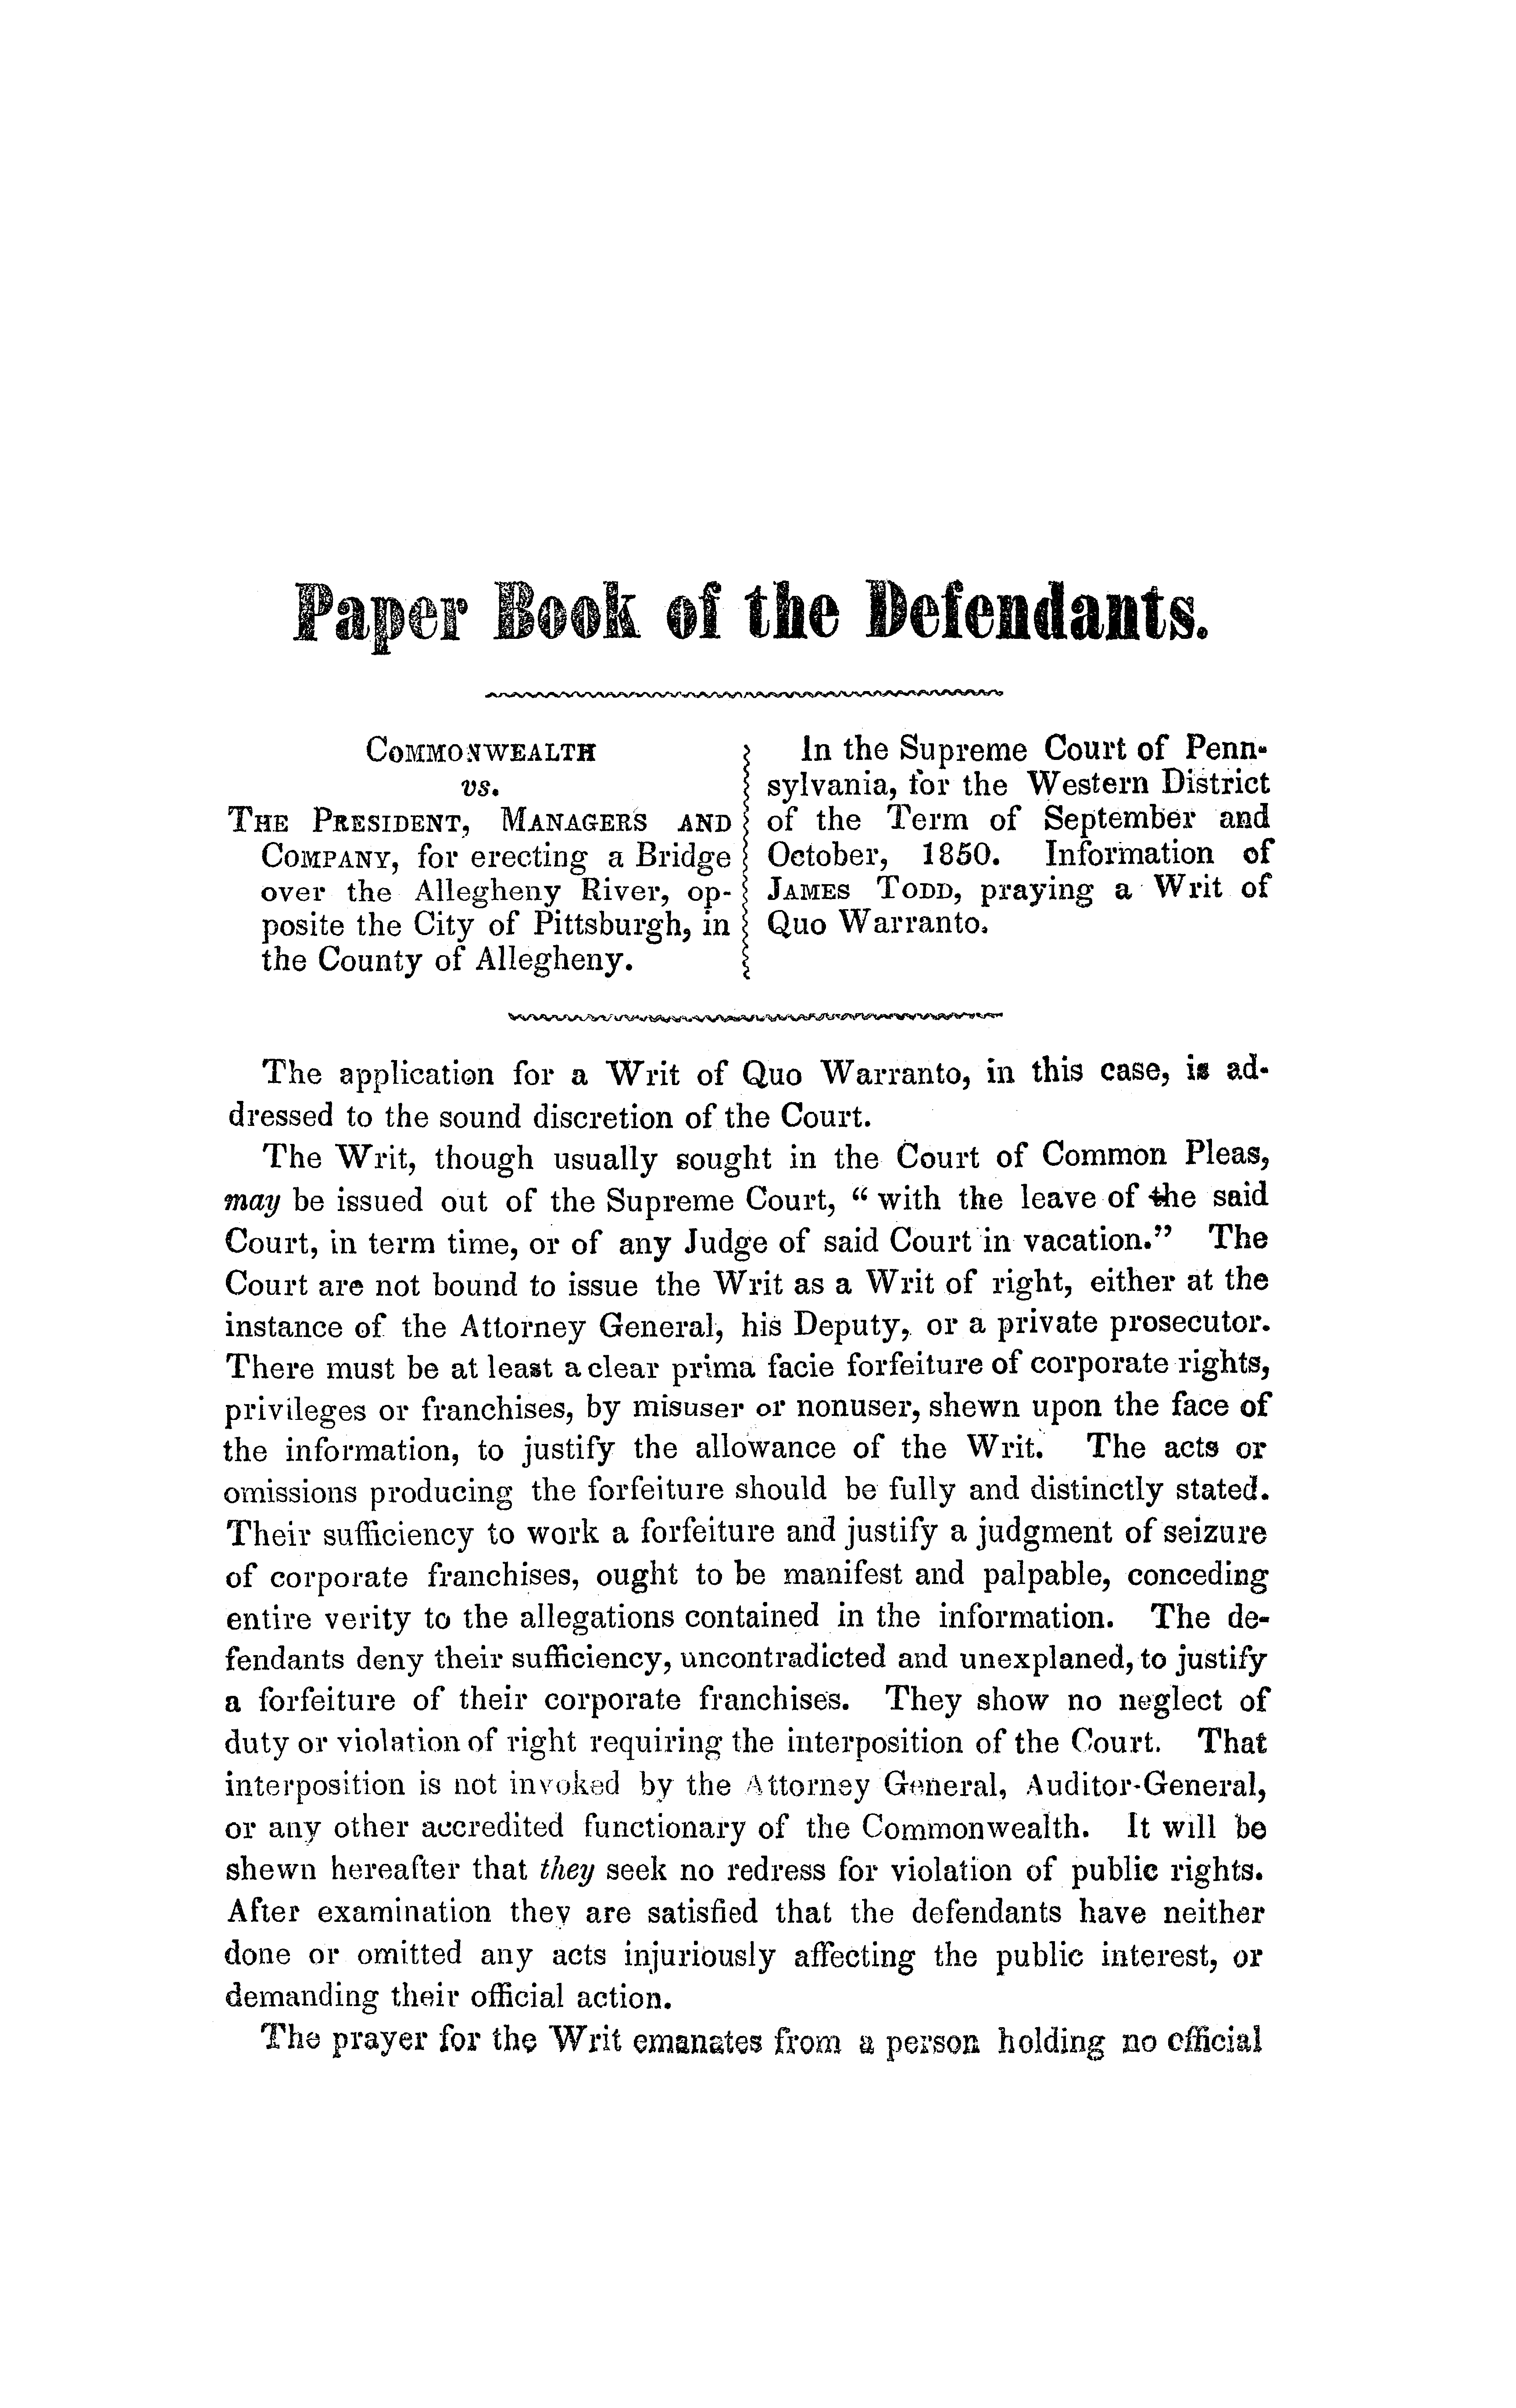 Paper Book of the Defendants.
COMMONWEALTH
vs.
THE PRESIDENT, MANAGERS AND
COMPANY, for erecting a Bridge
over the Allegheny River, op-
posite the City of Pittsburgh, in
the County of Allegheny.
In the Supreme Court of Penn-
sylvania, for the Western District
of the Term of September and
October, 1850. Information of
JAMES TODD, praying a Writ of
Quo Warranto.
The application for a Writ of Quo Warranto, in this case, is ad-
dressed to the sound discretion of the Court.
The Writ, though usually sought in the Court of Common Pleas,
may be issued out of the Supreme Court, “ with the leave of the said
Court, in term time, or of any Judge of said Court in vacation.” The
Court are not bound to issue the Writ as a Writ of right, either at the
instance of the Attorney General, his Deputy, or a private prosecutor.
There must be at least a clear prima facie forfeiture of corporate rights,
privileges or franchises, by misuser or nonuser, shewn upon the face of
the information, to justify the allowance of the Writ. The acts or
omissions producing the forfeiture should be fully and distinctly stated.
Their sufficiency to work a forfeiture and justify a judgment of seizure
of corporate franchises, ought to be manifest and palpable, conceding
entire verity to the allegations contained in the information. The de-
fendants deny their sufficiency, uncontradicted and unexplaned, to justify
a forfeiture of their corporate franchises. They show no neglect of
duty or violation of right requiring the interposition of the Court. That
interposition is not invoked by the Attorney General, Auditor-General,
or any other accredited functionary of the Commonwealth. It will be
shewn hereafter that they seek no redress for violation of public rights.
After examination they are satisfied that the defendants have neither
done or omitted any acts injuriously affecting the public interest, or
demanding their official action.
The prayer for the Writ emanates from a person holding no official